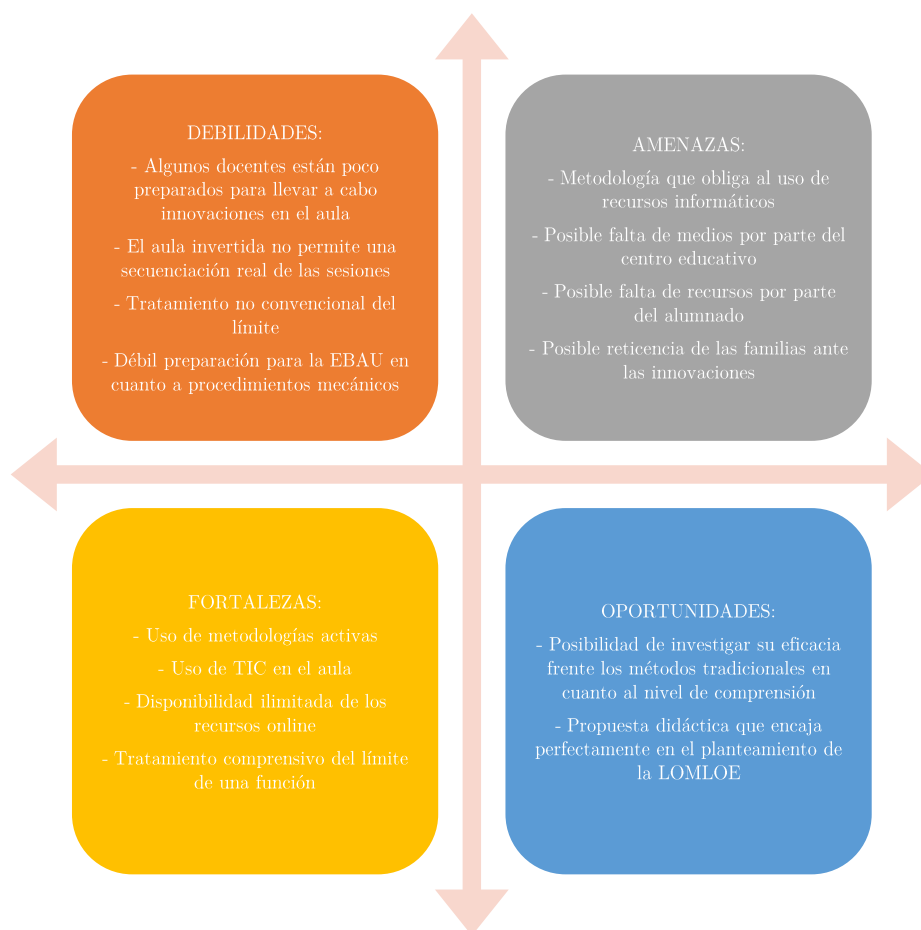 DEBILIDADES:
- Algunos docentes están poco
preparados para llevar a cabo
innovaciones en el aula
- El aula invertida no permite una
secuenciación real de las sesiones
- Tratamiento no convencional del
límite
- Débil preparación para la EBAU en
cuanto a procedimientos mecánicos
AMENAZAS:
- Metodología que obliga al uso de
recursos informáticos
- Posible falta de medios por parte del
centro educativo
- Posible falta de recursos por parte
del alumnado
- Posible reticencia de las familias ante
las innovaciones
FORTALEZAS:
- Uso de metodologías activas
- Uso de TIC en el aula
- Disponibilidad ilimitada de los
recursos online
- Tratamiento comprensivo del límite
de una función
OPORTUNIDADES:
- Posibilidad de investigar su eficacia
frente los métodos tradicionales en
cuanto al nivel de comprensión
- Propuesta didáctica que encaja
perfectamente en el planteamiento de
la LOMLOE